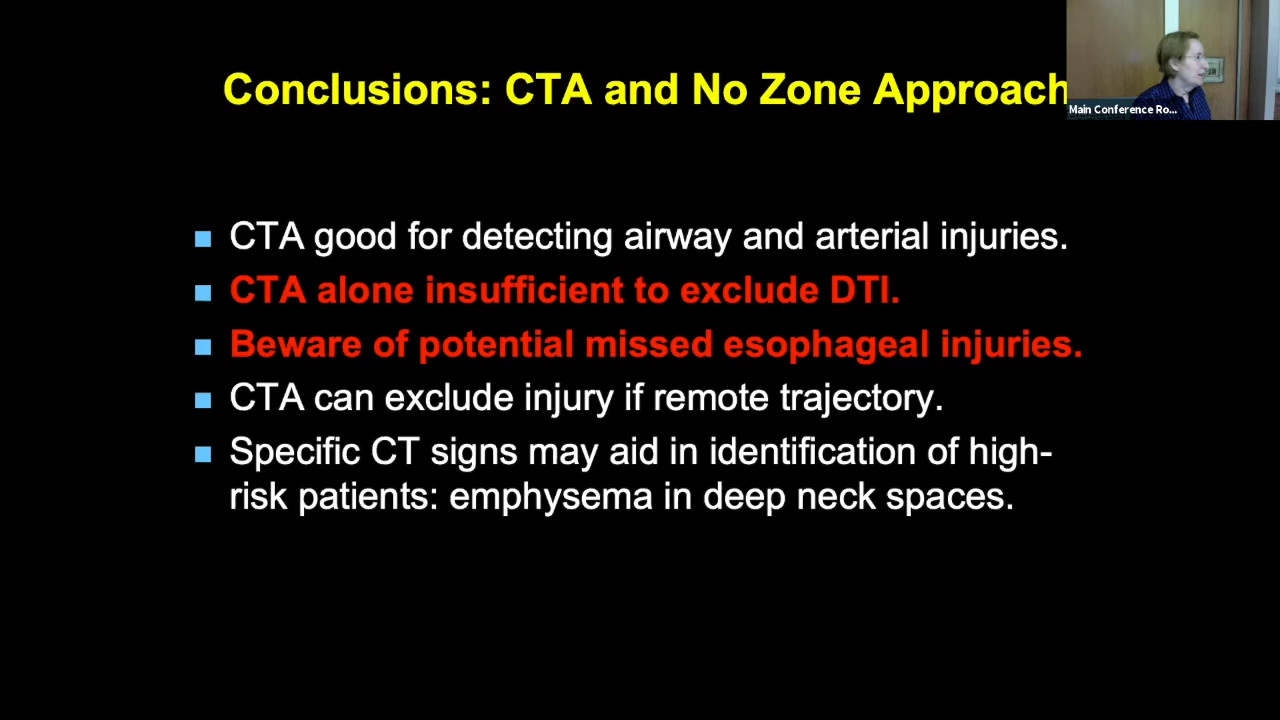 Conclusions: CTA and No Zone Approach
Main Conference Ro...
CTA good for detecting airway and arterial injuries.
CTA alone insufficient to exclude DTI.
Beware of potential missed esophageal injuries.
CTA can exclude injury if remote trajectory.
Specific CT signs may aid in identification of high-
risk patients: emphysema in deep neck spaces.